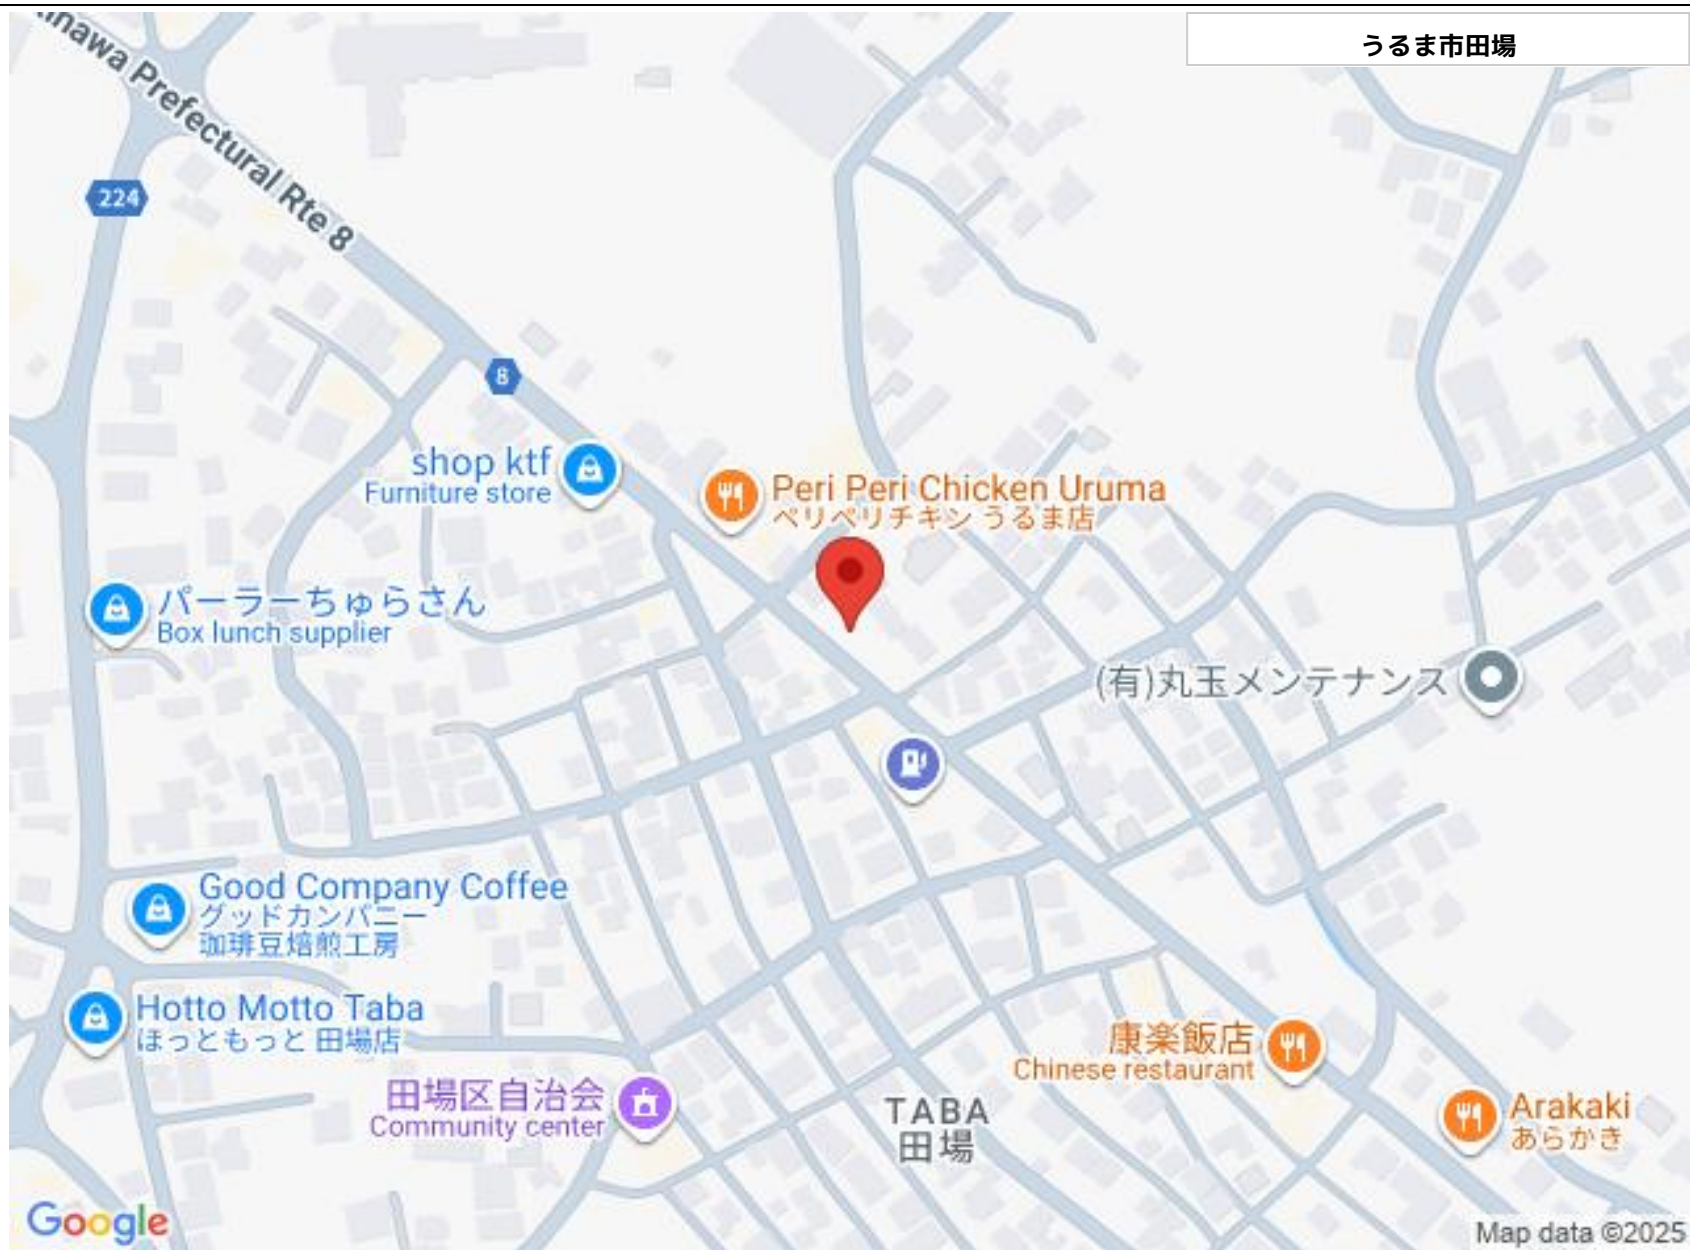 うるま市田場
inawa Prefectural Rte 8
224
8
shop ktf
Furniture store
Peri Peri Chicken Uruma
ペリペリチキン うるま店
パーラーちゅらさん
Box lunch supplier
(有)丸玉メンテナンス
Good Company Coffee
グッドカンパニー
珈琲豆焙煎工房
Hotto Motto Taba
ほっともっと 田場店
康楽飯店
Chinese restaurant
田場区自治会
Community center
TABA
田場
Arakaki
あらかき
Google
Map data ©2025